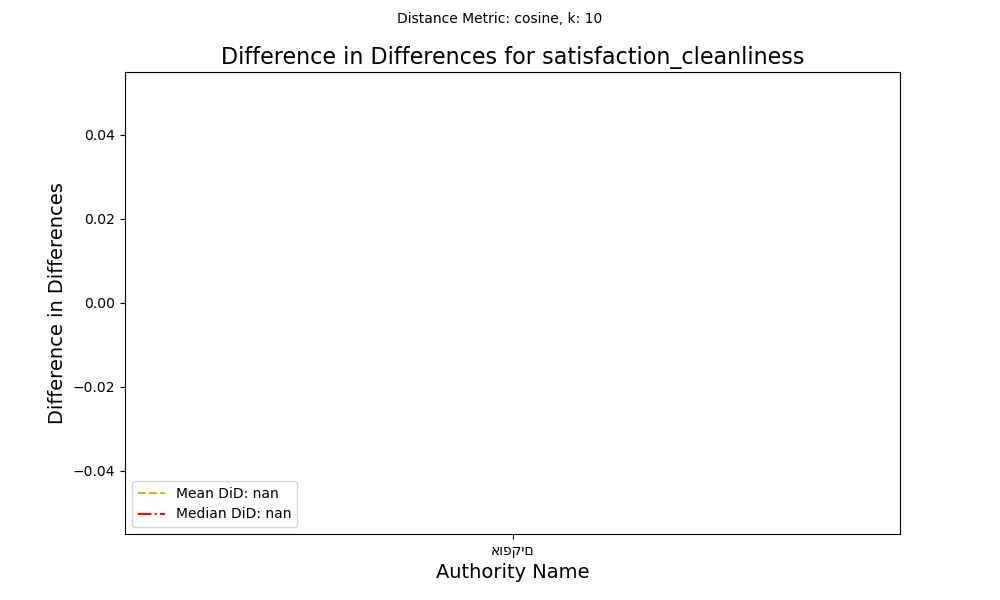 Distance Metric: cosine, k: 10
Difference in Differences for satisfaction_cleanliness
Difference in Differences
0.04
0.02
0.00
−0.02
−0.04
Mean DiD: nan
Median DiD: nan
םיקפוא
Authority Name